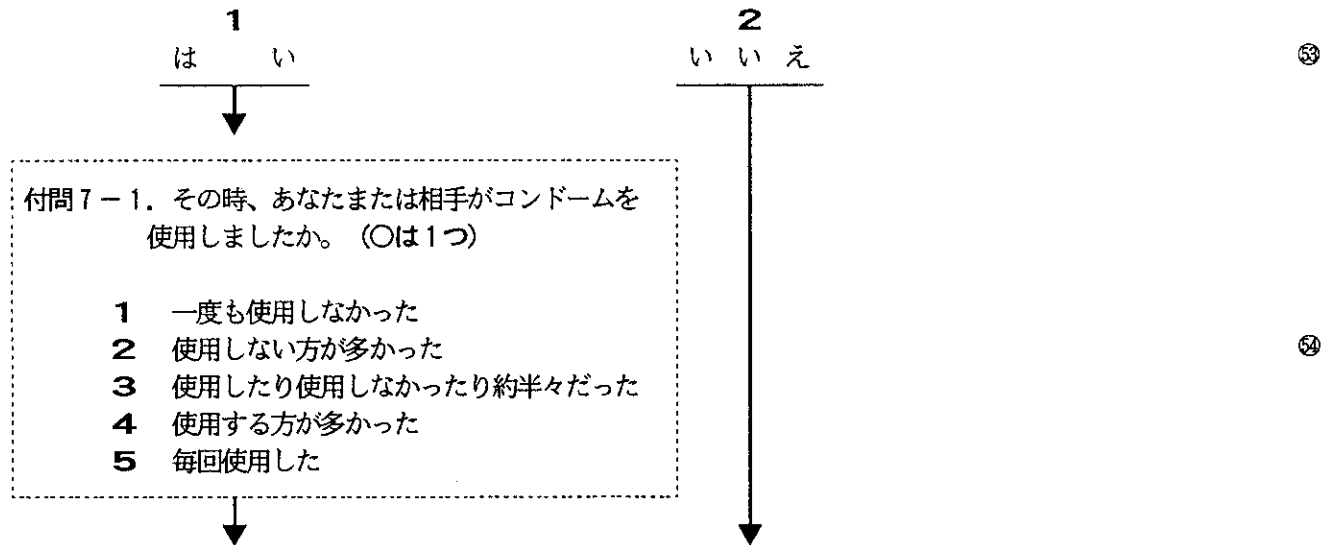 1 2
は い いいえ ㊼
付問7－1．その時、あなたまたは相手がコンドームを
使用しましたか。（○は1つ）
1 一度も使用しなかった
2 使用しない方が多かった ㊾
3 使用したり使用しなかったり約半々だった
4 使用する方が多かった
5 毎回使用した